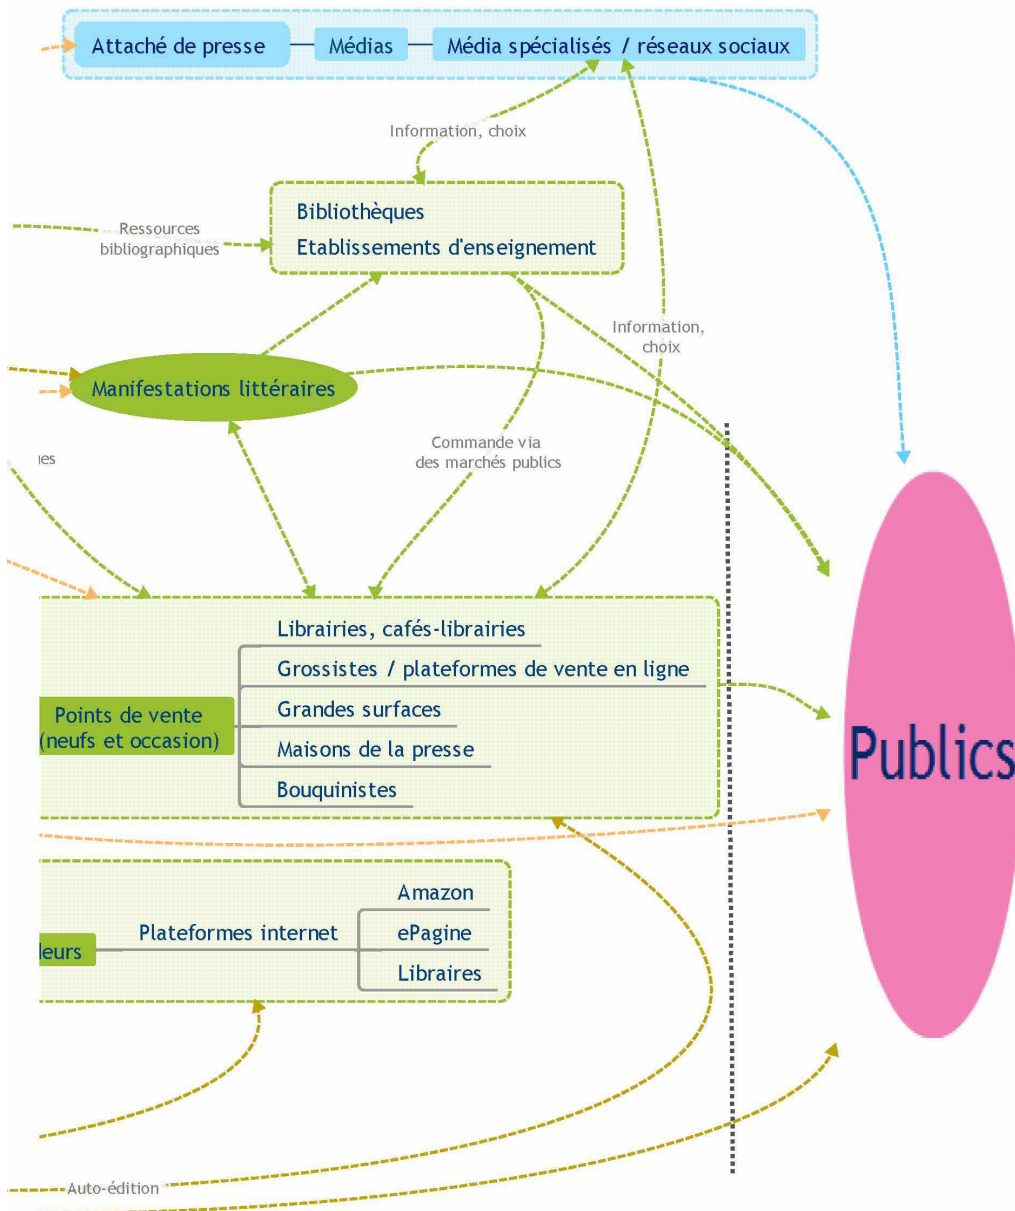 Attaché de presse
Médias
Média spécialisés / réseaux sociaux
Information, choix
Bibliothèques
Etablissements d'enseignement
Ressources
bibliographiques
Information,
choix
Manifestations littéraires
Commande via
des marchés publics
Librairies, cafés-librairies
Grossistes / plateformes de vente en ligne
Grandes surfaces
Maisons de la presse
Bouquinistes
Points de vente
(neufs et occasion)
Publics
Amazon
Plateformes internet
ePagine
Libraires
Auto-édition